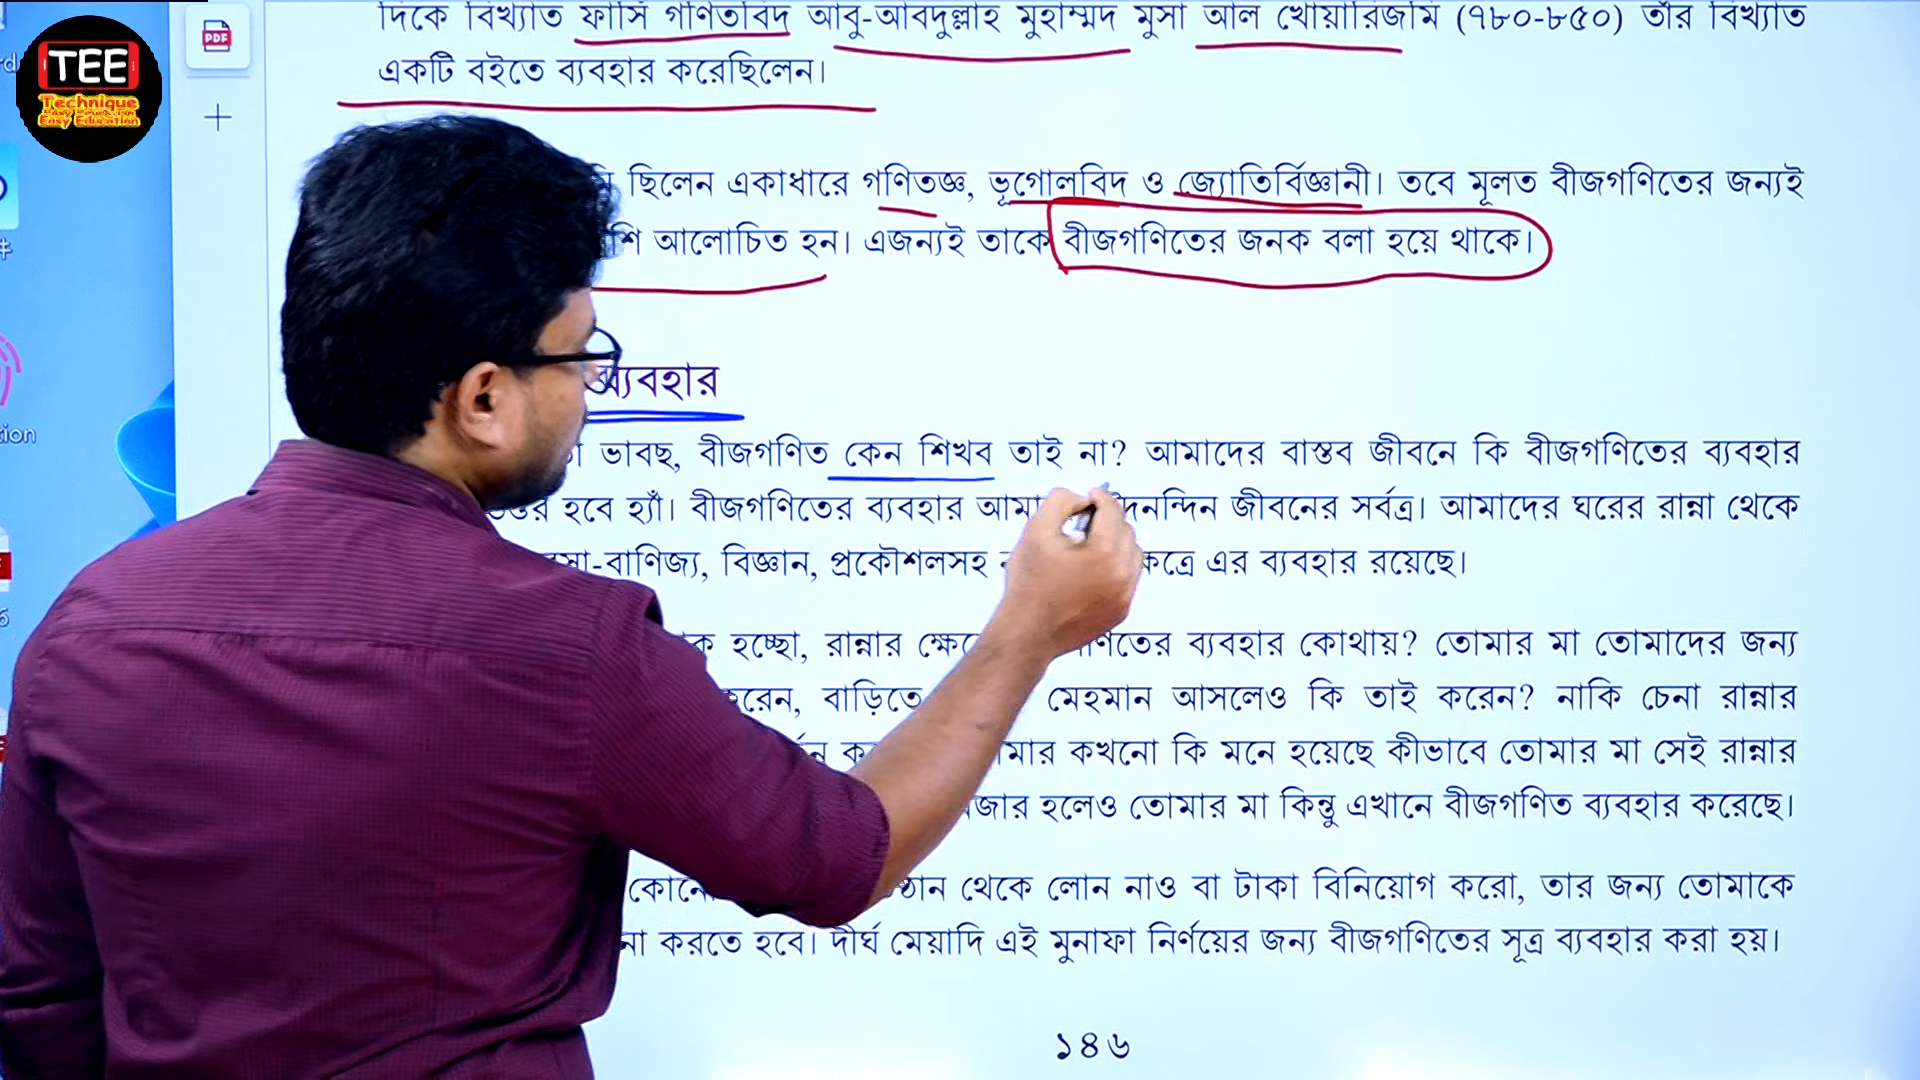 TEE
Technique
Easy Education
দিকে বিখ্যাত ফার্সি গণিতবিদ আবু-আবদুল্লাহ মুহাম্মদ মুসা আল খোয়ারিজমি (৭৮০-৮৫০) তাঁর বিখ্যাত
একটি বইতে ব্যবহার করেছিলেন।
ছিলেন একাধারে গণিতজ্ঞ, ভূগোলবিদ ও জ্যোতির্বিজ্ঞানী। তবে মূলত বীজগণিতের জন্যই
আলোচিত হন। এজন্যই তাকে বীজগণিতের জনক বলা হয়ে থাকে।
ব্যবহার
ভাবছ, বীজগণিত কেন শিখব তাই না? আমাদের বাস্তব জীবনে কি বীজগণিতের ব্যবহার
হবে হ্যাঁ। বীজগণিতের ব্যবহার জীবনের সর্বত্র। আমাদের ঘরের রান্না থেকে
বাণিজ্য, বিজ্ঞান, প্রকৌশলসহ এর ব্যবহার রয়েছে।
হচ্ছো, রান্নার ব্যবহার কোথায়? তোমার মা তোমাদের জন্য
বাড়িতে মেহমান আসলেও কি তাই করেন? নাকি চেনা রান্নার
কখনো কি মনে হয়েছে কীভাবে তোমার মা সেই রান্নার
হলেও তোমার মা কিন্তু এখানে বীজগণিত ব্যবহার করেছে।
থেকে লোন নাও বা টাকা বিনিয়োগ করো, তার জন্য তোমাকে
করতে হবে। দীর্ঘ মেয়াদি এই মুনাফা নির্ণয়ের জন্য বীজগণিতের সূত্র ব্যবহার করা হয়।
১৪৬